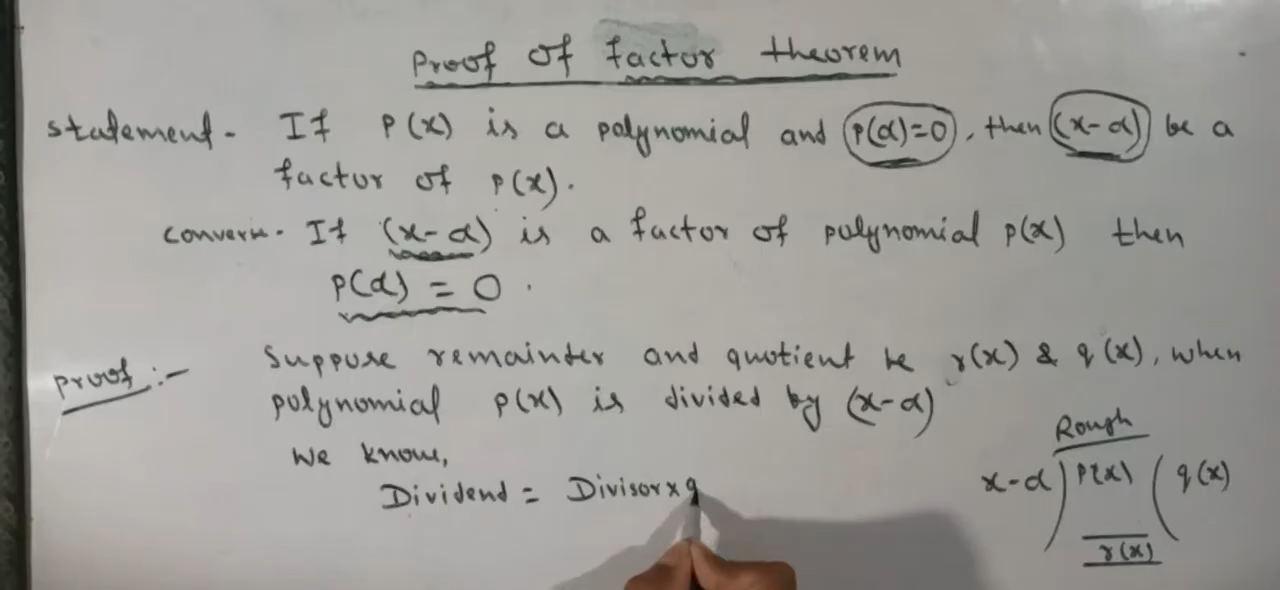 Proof of factor theorem
statement - If P(x) is a polynomial and P(α)=0, then (x-α) be a
factor of P(x).
converse - If (x-α) is a factor of polynomial P(x) then
P(α) = 0.
Proof :- Suppose remainder and quotient be r(x) & q(x), when
polynomial P(x) is divided by (x-α)
We know,
Rough
x-α) P(x) ( q(x)
Dividend = Divisor x q
r(x)